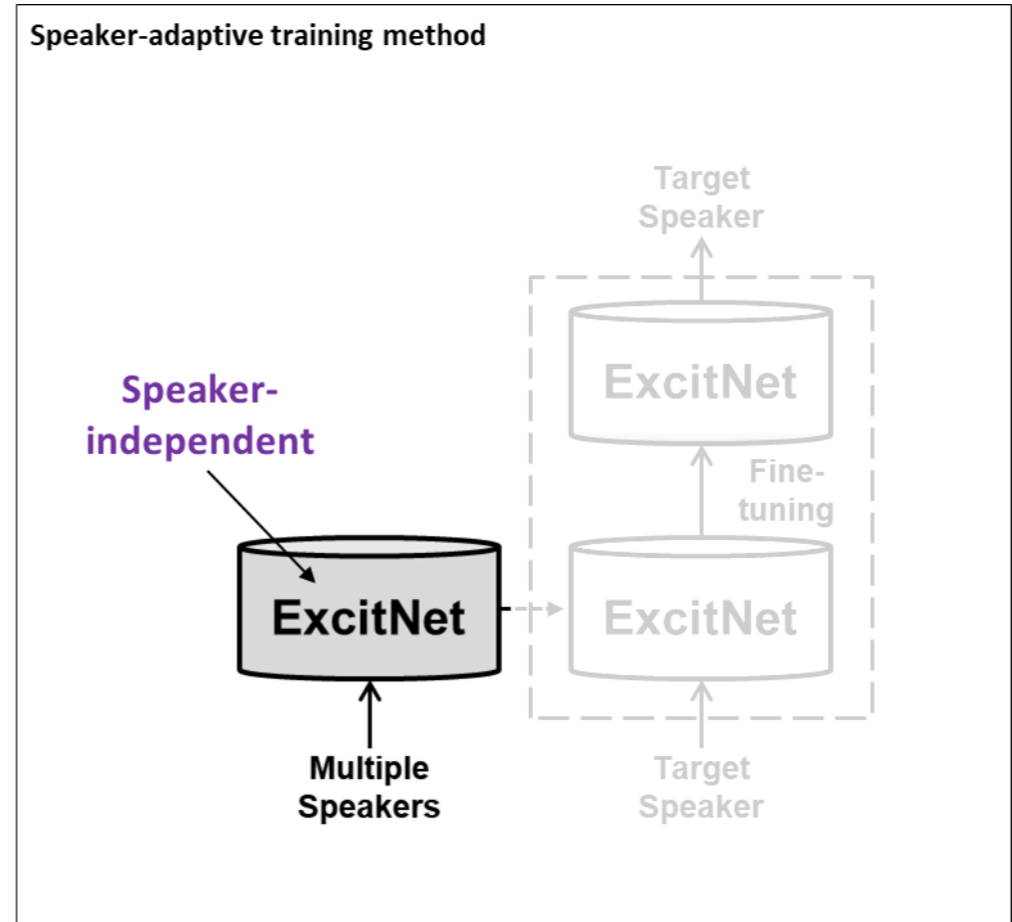 Speaker-adaptive training method
Target
Speaker
ExcitNet
Speaker-
independent
Fine-
tuning
ExcitNet
ExcitNet
Multiple
Speakers
Target
Speaker